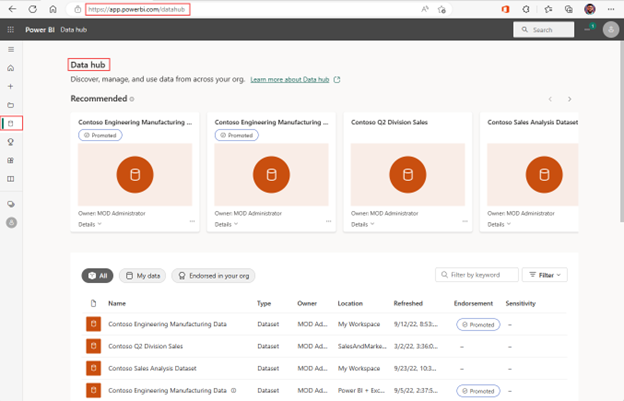 https://app.powerbi.com/datahub
Power BI Data hub
Search
Data hub
Discover, manage, and use data from across your org. Learn more about Data hub
Recommended
Contoso Engineering Manufacturing ...
Promoted
Owner: MOD Administrator
Details
Contoso Engineering Manufacturing ...
Promoted
Owner: MOD Administrator
Details
Contoso Q2 Division Sales
Owner: MOD Administrator
Details
Contoso Sales Analysis Dataset
Owner: MOD Administrator
Details
All My data Endorsed in your org Filter by keyword Filter
Name Type Owner Location Refreshed Endorsement Sensitivity
Contoso Engineering Manufacturing Data Dataset MOD Ad... My Workspace 9/12/22, 8:53:... Promoted –
Contoso Q2 Division Sales Dataset MOD Ad... SalesAndMarke... 3/2/22, 3:36:0... – –
Contoso Sales Analysis Dataset Dataset MOD Ad... My Workspace 9/23/22, 10:3... – –
Contoso Engineering Manufacturing Data Dataset MOD Ad... Power BI + Exc... 9/5/22, 2:37:5... Promoted –